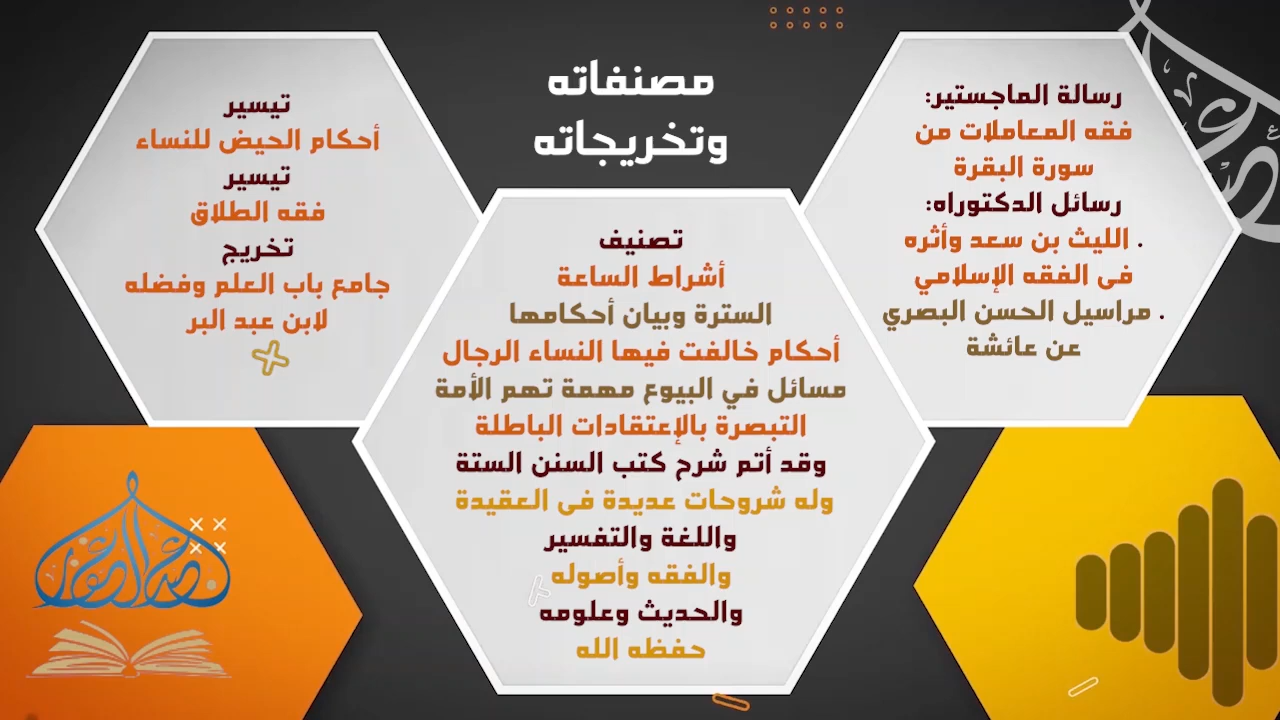 مصنفاته
وتخريجاته
رسالة الماجستير:
فقه المعاملات من
سورة البقرة
رسائل الدكتوراه:
. الليث بن سعد وأثره
فى الفقه الإسلامي
. مراسيل الحسن البصري
عن عائشة
تصنيف
أشراط الساعة
السترة وبيان أحكامها
أحكام خالفت فيها النساء الرجال
مسائل في البيوع مهمة تهم الأمة
التبصرة بالإعتقادات الباطلة
وقد أتم شرح كتب السنن الستة
وله شروحات عديدة فى العقيدة
واللغة والتفسير
والفقه وأصوله
والحديث وعلومه
حفظه الله
تيسير
أحكام الحيض للنساء
تيسير
فقه الطلاق
تخريج
جامع باب العلم وفضله
لابن عبد البر